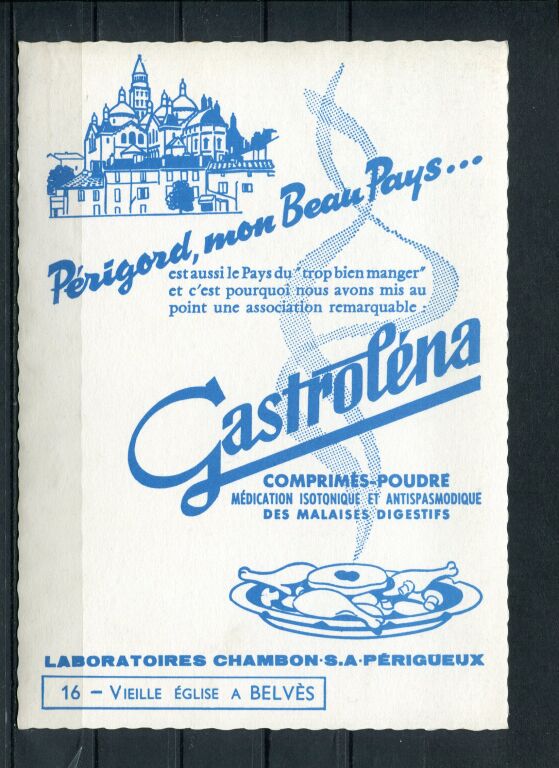 Périgord, mon Beau Pays...
est aussi le Pays du "trop bien manger"
et c'est pourquoi nous avons mis au
point une association remarquable :
Gastroléna
COMPRIMÉS-POUDRE
MÉDICATION ISOTONIQUE ET ANTISPASMODIQUE
DES MALAISES DIGESTIFS
LABORATOIRES CHAMBON·S.A·PÉRIGUEUX
16 – VIEILLE ÉGLISE A BELVÈS